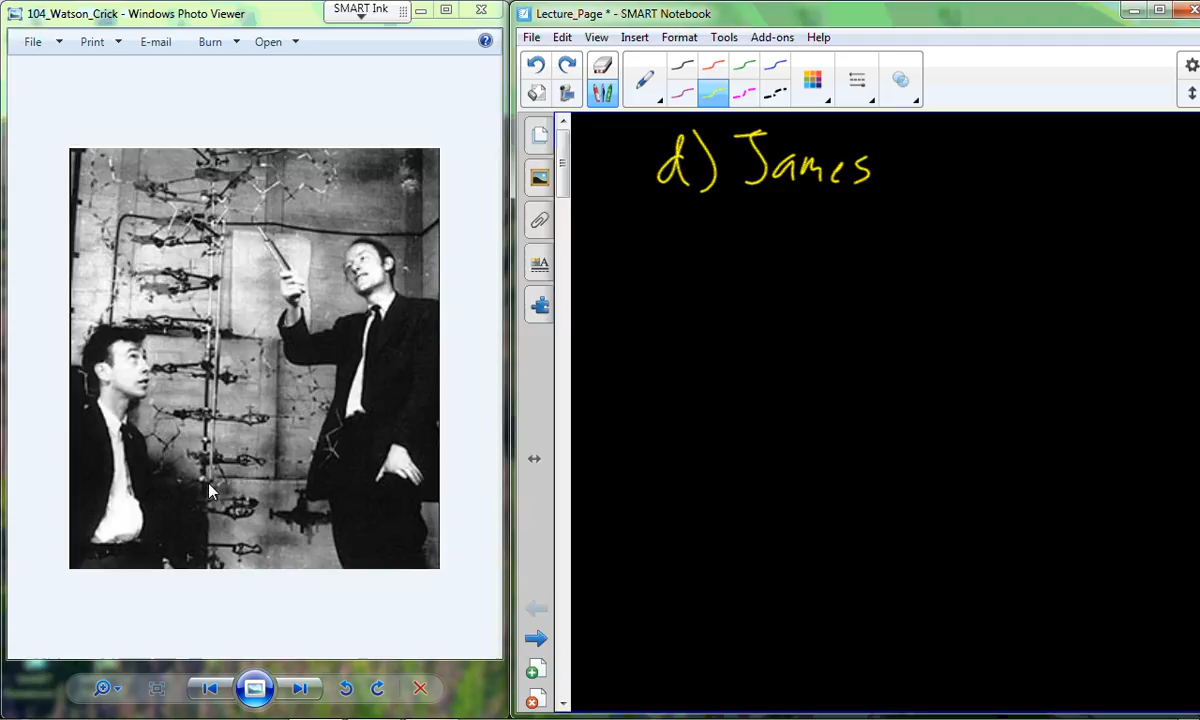 104_Watson_Crick - Windows Photo Viewer
SMART Ink
File Print E-mail Burn Open
Lecture_Page * - SMART Notebook
File Edit View Insert Format Tools Add-ons Help
d) James